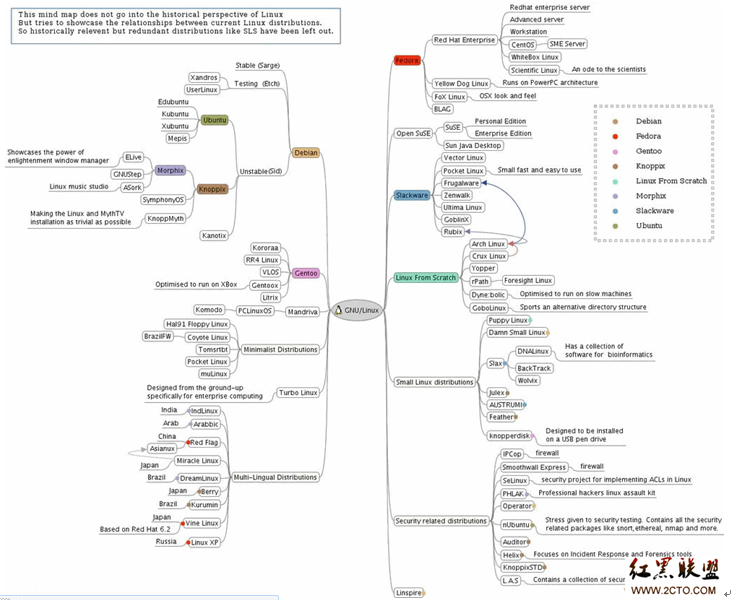 This mind map does not go into the historical perspective of Linux
But tries to showcase the relationships between current Linux distributions.
So historically relevent but redundant distributions like SLS have been left out.
GNU/Linux
Debian
Stable (Sarge)
Testing (Etch)
Xandros
UserLinux
Unstable(Sid)
Ubuntu
Edubuntu
Kubuntu
Xubuntu
Mepis
Knoppix
Morphix
ELive
Showcases the power of
enlightenment window manager
GNUStep
ASork
Linux music studio
SymphonyOS
KnoppMyth
Making the Linux and MythTV
installation as trivial as possible
Kanotix
Gentoo
Kororaa
RR4 Linux
VLOS
Gentoox
Optimised to run on XBox
Litrix
Mandriva
PCLinuxOS
Komodo
Minimalist Distributions
Hal91 Floppy Linux
Coyote Linux
BrazilFW
Tomsrtbt
Pocket Linux
muLinux
Turbo Linux
Designed from the ground-up
specifically for enterprise computing
Multi-Lingual Distributions
IndLinux
India
Arabbic
Arab
Red Flag
China
Asianux
Miracle Linux
Japan
DreamLinux
Brazil
Berry
Japan
Kurumin
Brazil
Vine Linux
Japan
Based on Red Hat 6.2
Linux XP
Russia
Fedora
Red Hat Enterprise
Redhat enterprise server
Advanced server
Workstation
CentOS
SME Server
WhiteBox Linux
Scientific Linux
An ode to the scientists
Yellow Dog Linux
Runs on PowerPC architecture
FoX Linux
OSX look and feel
BLAG
Open SuSE
SuSE
Personal Edition
Enterprise Edition
Sun Java Desktop
Slackware
Vector Linux
Pocket Linux
Small fast and easy to use
Frugalware
Zenwalk
Ultima Linux
GoblinX
Rubix
Linux From Scratch
Arch Linux
Crux Linux
Yopper
rPath
Foresight Linux
Dyne:bolic
Optimised to run on slow machines
GoboLinux
Sports an alternative directory structure
Small Linux distributions
Puppy Linux
Damn Small Linux
Slax
DNALinux
Has a collection of
software for bioinformatics
BackTrack
Wolvix
Julex
AUSTRUMI
Feather
knopperdisk
Designed to be installed
on a USB pen drive
Security related distributions
IPCop
firewall
Smoothwall Express
firewall
SeLinux
security project for implementing ACLs in Linux
PHLAK
Professional hackers linux assault kit
Operator
nUbuntu
Stress given to security testing. Contains all the security
related packages like snort,ethereal, nmap and more.
Auditor
Helix
Focuses on Incident Response and Forensics tools
KnoppixSTD
L.A.S
Contains a collection of secur
Linspire
Debian
Fedora
Gentoo
Knoppix
Linux From Scratch
Morphix
Slackware
Ubuntu
红黑联盟
www.2CTO.com